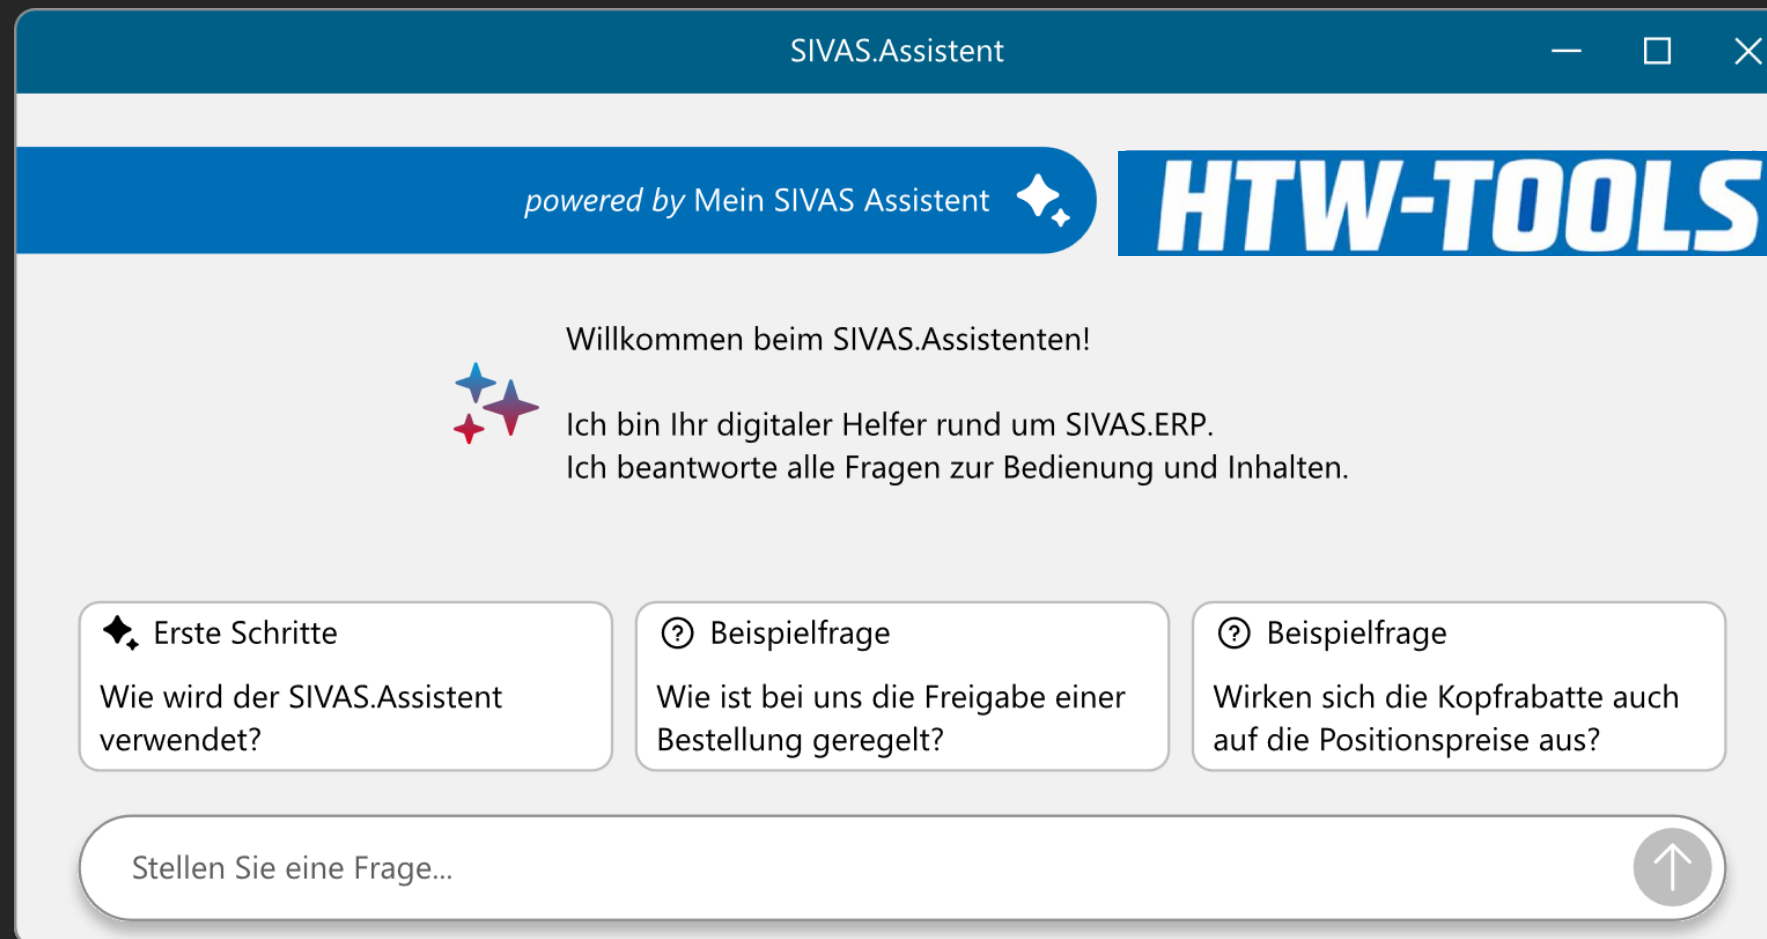 SIVAS.Assistent
powered by Mein SIVAS Assistent
HTW-TOOLS
Willkommen beim SIVAS.Assistenten!
Ich bin Ihr digitaler Helfer rund um SIVAS.ERP.
Ich beantworte alle Fragen zur Bedienung und Inhalten.
Erste Schritte
Wie wird der SIVAS.Assistent
verwendet?
Beispielfrage
Wie ist bei uns die Freigabe einer
Bestellung geregelt?
Beispielfrage
Wirken sich die Kopfrabatte auch
auf die Positionspreise aus?
Stellen Sie eine Frage...